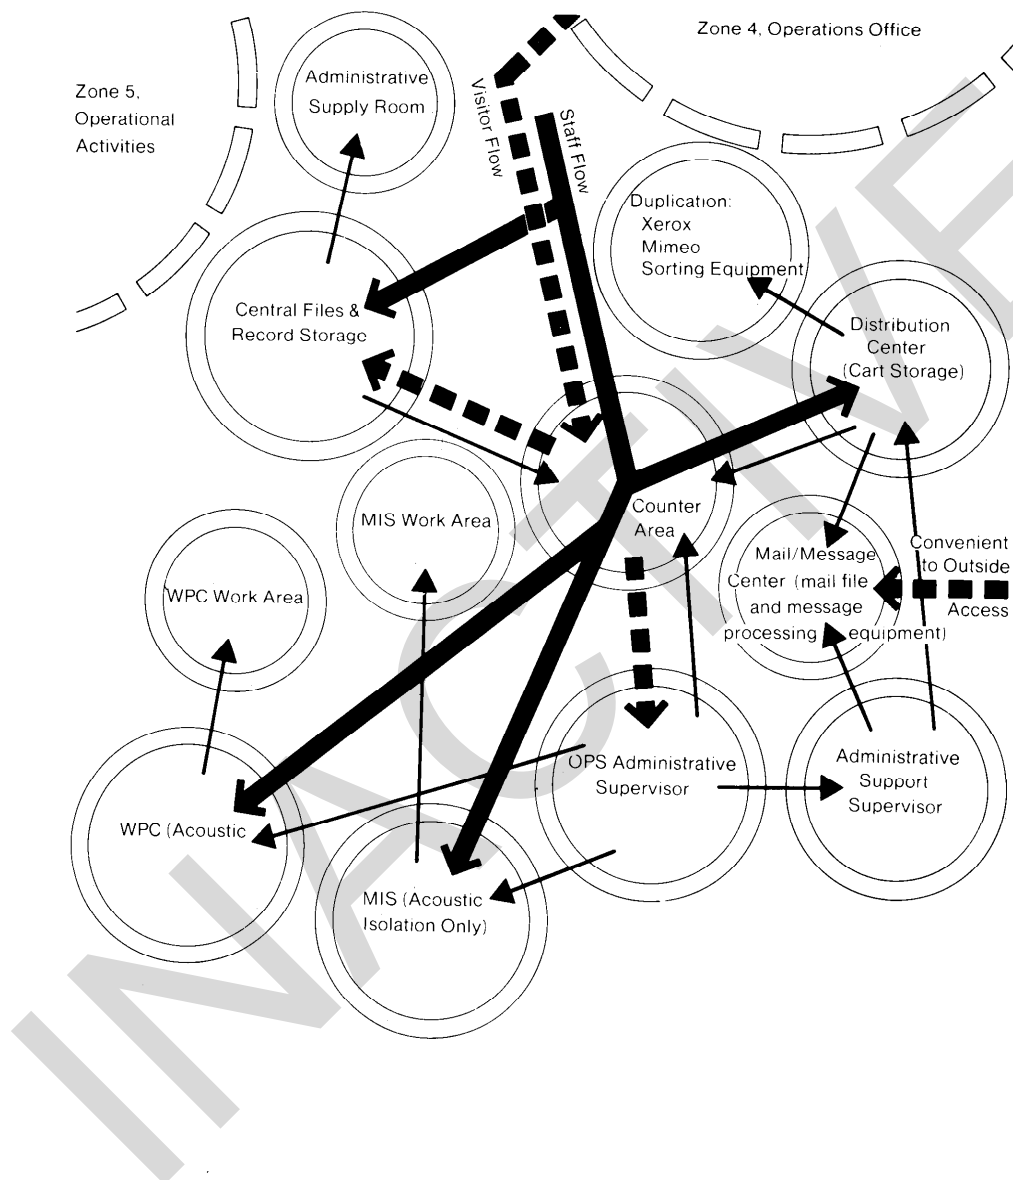 Zone 4, Operations Office
Zone 5,
Operational
Activities
Administrative
Supply Room
Visitor Flow
Staff Flow
Duplication:
Xerox
Mimeo
Sorting Equipment
Central Files &
Record Storage
Distribution
Center
(Cart Storage)
MIS Work Area
Counter
Area
Mail/Message
Center (mail file
and message
processing equipment)
Convenient
to Outside
Access
WPC Work Area
OPS Administrative
Supervisor
Administrative
Support
Supervisor
WPC (Acoustic
MIS (Acoustic
Isolation Only)
INACTIVE